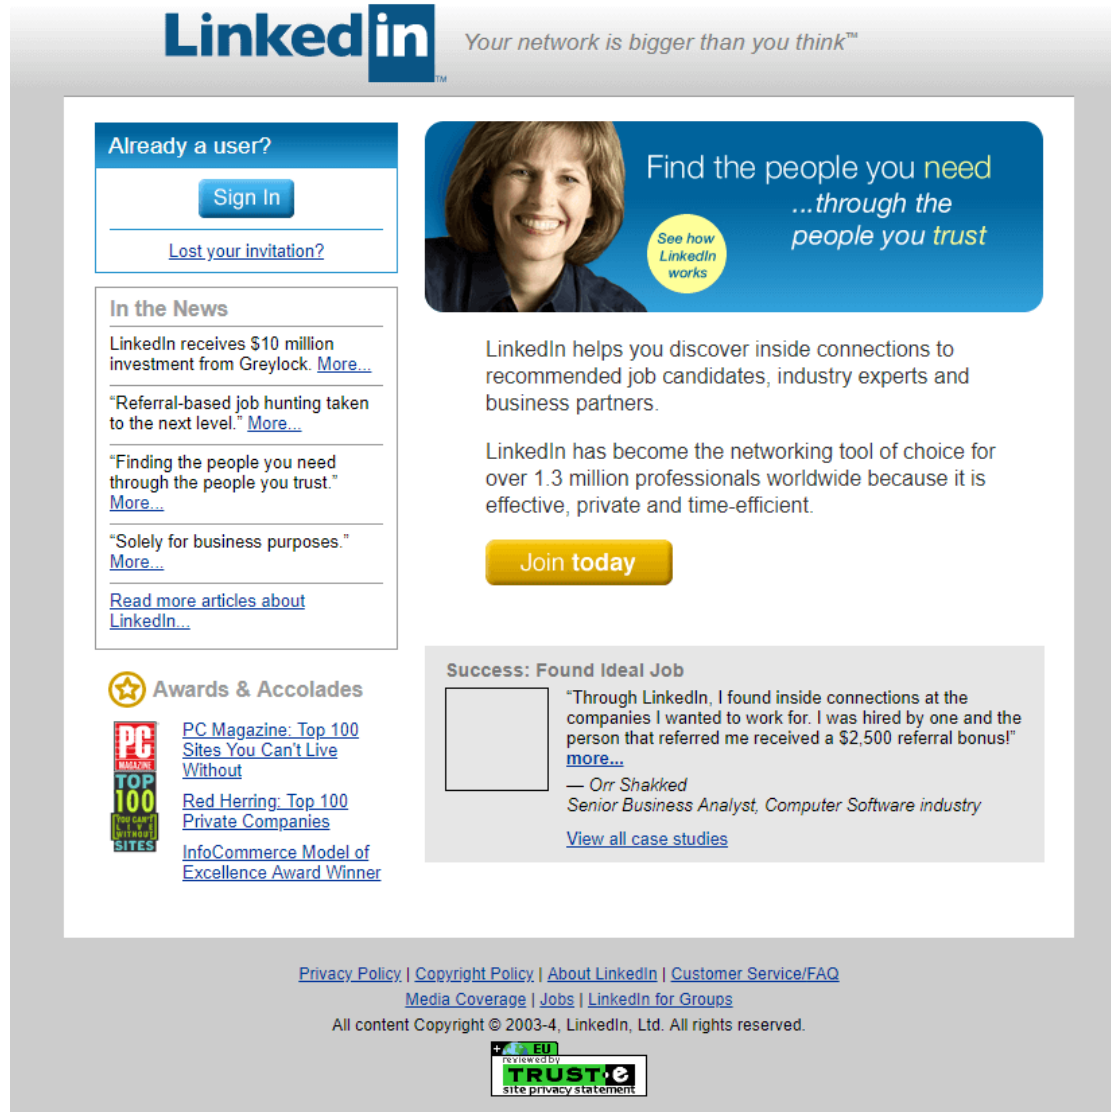 Linkedin™
Your network is bigger than you think™
Already a user?
Sign In
Lost your invitation?
In the News
LinkedIn receives $10 million
investment from Greylock. More...
“Referral-based job hunting taken
to the next level.” More...
“Finding the people you need
through the people you trust.”
More...
“Solely for business purposes.”
More...
Read more articles about
LinkedIn...
Awards & Accolades
PC
MAGAZINE
TOP
100
YOU CAN'T
LIVE
WITHOUT
SITES
PC Magazine: Top 100
Sites You Can't Live
Without
Red Herring: Top 100
Private Companies
InfoCommerce Model of
Excellence Award Winner
Find the people you need
...through the
people you trust
See how
LinkedIn
works
LinkedIn helps you discover inside connections to
recommended job candidates, industry experts and
business partners.
LinkedIn has become the networking tool of choice for
over 1.3 million professionals worldwide because it is
effective, private and time-efficient.
Join today
Success: Found Ideal Job
“Through LinkedIn, I found inside connections at the
companies I wanted to work for. I was hired by one and the
person that referred me received a $2,500 referral bonus!”
more...
— Orr Shakked
Senior Business Analyst, Computer Software industry
View all case studies
Privacy Policy | Copyright Policy | About LinkedIn | Customer Service/FAQ
Media Coverage | Jobs | LinkedIn for Groups
All content Copyright © 2003-4, LinkedIn, Ltd. All rights reserved.
+ EU
reviewed by
TRUST·e
site privacy statement